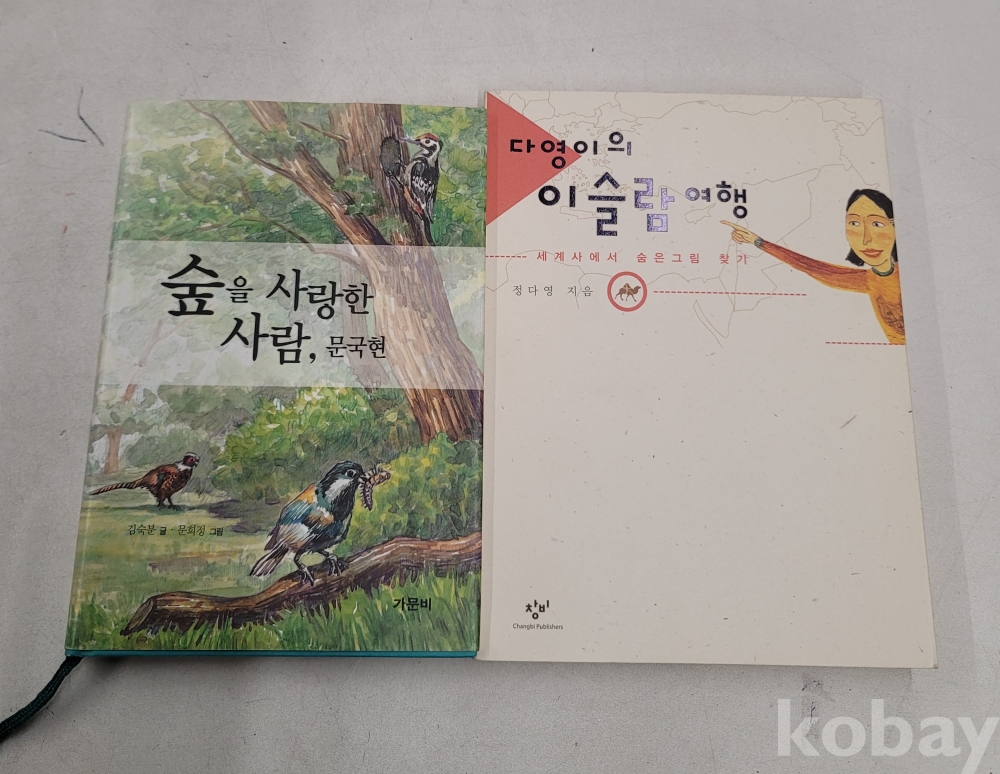 숲을 사랑한
사람, 문국현
김숙분 글 · 문희정 그림
가문비
다영이의
이슬람 여행
세계사에서 숨은그림 찾기
정다영 지음
창비
Changbi Publishers
kobay